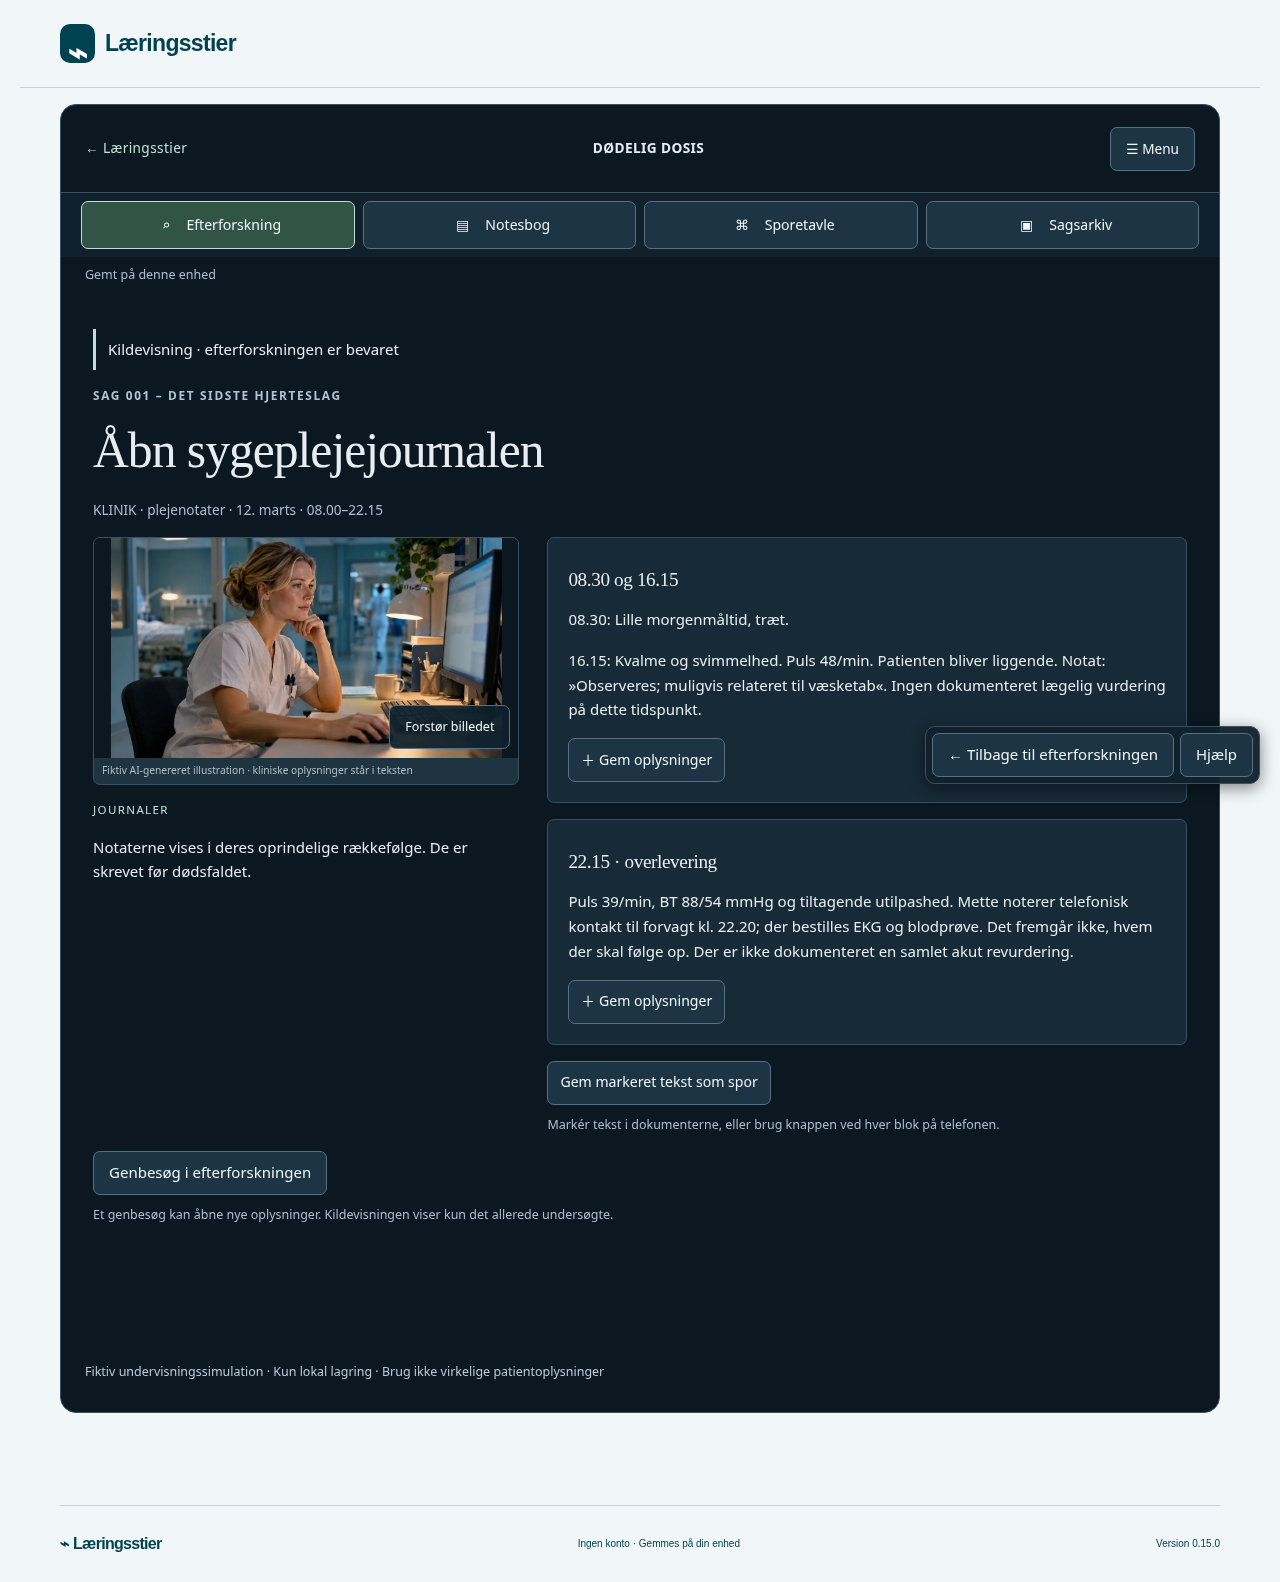 Læringsstier
← Læringsstier
DØDELIG DOSIS
☰ Menu
⌕ Efterforskning
▤ Notesbog
⌘ Sporetavle
▣ Sagsarkiv
Gemt på denne enhed
Kildevisning · efterforskningen er bevaret
SAG 001 – DET SIDSTE HJERTESLAG
Åbn sygeplejejournalen
KLINIK · plejenotater · 12. marts · 08.00–22.15
Forstør billedet
Fiktiv AI-genereret illustration · kliniske oplysninger står i teksten
JOURNALER
Notaterne vises i deres oprindelige rækkefølge. De er
skrevet før dødsfaldet.
08.30 og 16.15
08.30: Lille morgenmåltid, træt.
16.15: Kvalme og svimmelhed. Puls 48/min. Patienten bliver liggende. Notat:
»Observeres; muligvis relateret til væsketab«. Ingen dokumenteret lægelig vurdering
på dette tidspunkt.
＋ Gem oplysninger
← Tilbage til efterforskningen
Hjælp
22.15 · overlevering
Puls 39/min, BT 88/54 mmHg og tiltagende utilpashed. Mette noterer telefonisk
kontakt til forvagt kl. 22.20; der bestilles EKG og blodprøve. Det fremgår ikke, hvem
der skal følge op. Der er ikke dokumenteret en samlet akut revurdering.
＋ Gem oplysninger
Gem markeret tekst som spor
Markér tekst i dokumenterne, eller brug knappen ved hver blok på telefonen.
Genbesøg i efterforskningen
Et genbesøg kan åbne nye oplysninger. Kildevisningen viser kun det allerede undersøgte.
Fiktiv undervisningssimulation · Kun lokal lagring · Brug ikke virkelige patientoplysninger
⌁ Læringsstier
Ingen konto · Gemmes på din enhed
Version 0.15.0